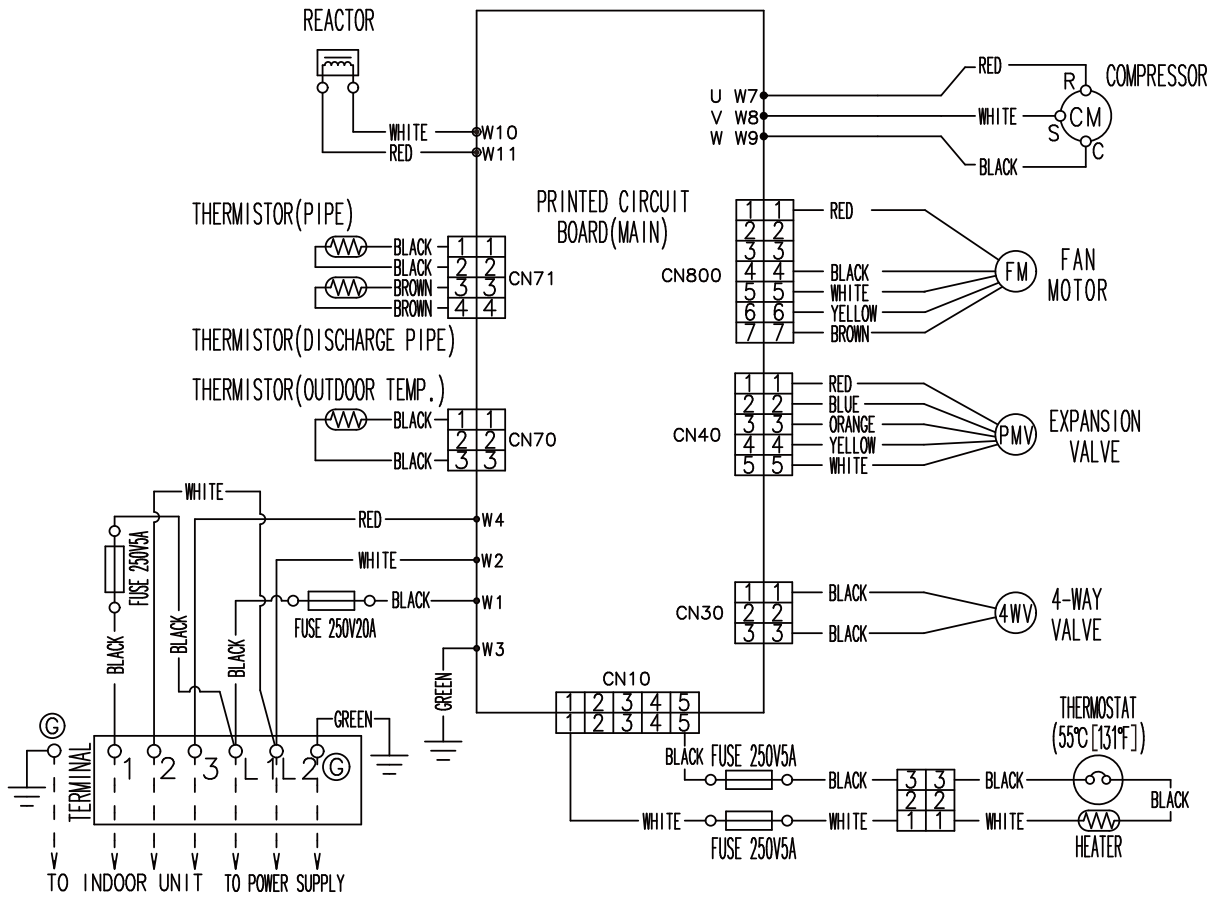 REACTOR
WHITE
RED
W10
W11
U W7
V W8
W W9
RED
WHITE
BLACK
R
S
C
CM
COMPRESSOR
PRINTED CIRCUIT
BOARD(MAIN)
THERMISTOR(PIPE)
BLACK 1 1
BLACK 2 2
BROWN 3 3
BROWN 4 4
CN71
THERMISTOR(DISCHARGE PIPE)
THERMISTOR(OUTDOOR TEMP.)
BLACK 1 1
2 2
BLACK 3 3
CN70
CN800
1 1 RED
2 2
3 3
4 4 BLACK
5 5 WHITE
6 6 YELLOW
7 7 BROWN
FM
FAN
MOTOR
CN40
1 1 RED
2 2 BLUE
3 3 ORANGE
4 4 YELLOW
5 5 WHITE
PMV
EXPANSION
VALVE
CN30
1 1 BLACK
2 2
3 3 BLACK
4WV
4-WAY
VALVE
WHITE
RED
W4
WHITE
W2
BLACK
W1
FUSE 250V20A
W3
GREEN
FUSE 250V5A
BLACK
BLACK
BLACK
GREEN
G
TERMINAL
1 2 3 L 1 L 2 G
TO INDOOR UNIT
TO POWER SUPPLY
CN10
1 2 3 4 5
1 2 3 4 5
BLACK
FUSE 250V5A
BLACK
3 3
2 2
1 1
BLACK
WHITE
FUSE 250V5A
WHITE
WHITE
THERMOSTAT
(55℃[131℉])
BLACK
HEATER